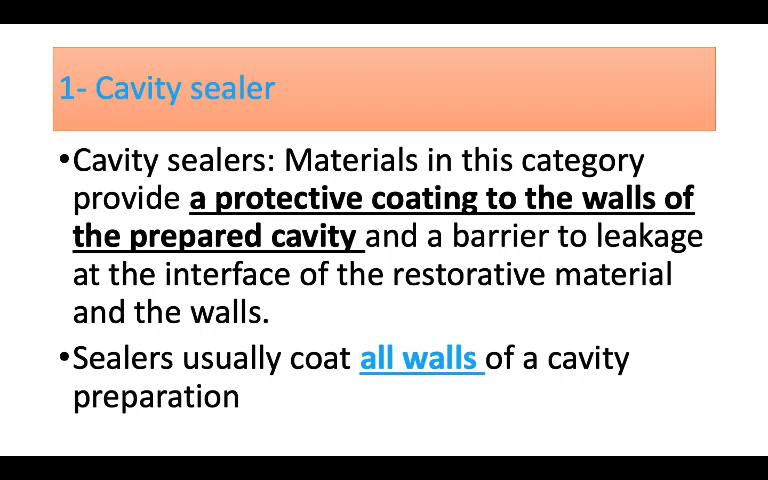 1- Cavity sealer
•Cavity sealers: Materials in this category
provide a protective coating to the walls of
the prepared cavity and a barrier to leakage
at the interface of the restorative material
and the walls.
•Sealers usually coat all walls of a cavity
preparation